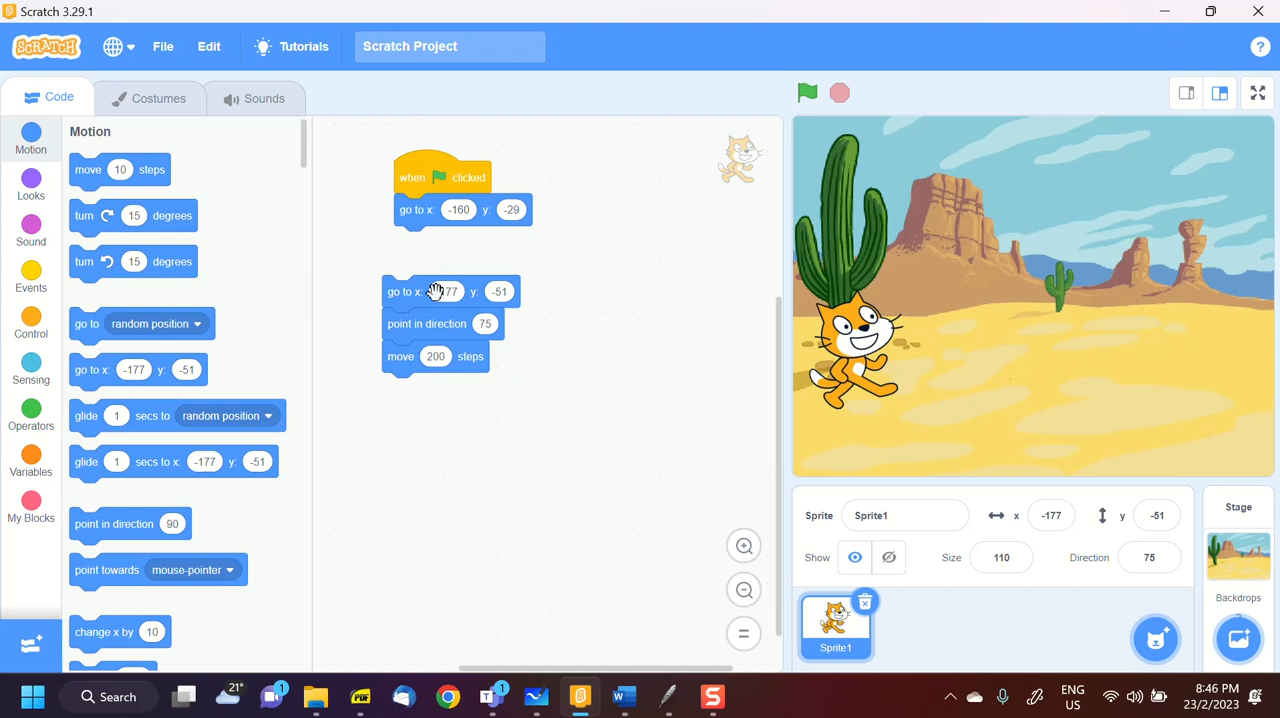 Scratch 3.29.1
SCRATCH File Edit Tutorials Scratch Project ?
Code Costumes Sounds
Motion
Looks
Sound
Events
Control
Sensing
Operators
Variables
My Blocks
Motion
move 10 steps
turn 15 degrees
turn 15 degrees
go to random position
go to x: -177 y: -51
glide 1 secs to random position
glide 1 secs to x: -177 y: -51
point in direction 90
point towards mouse-pointer
change x by 10
when clicked
go to x: -160 y: -29
go to x: 77 y: -51
point in direction 75
move 200 steps
Sprite Sprite1 x -177 y -51
Show Size 110 Direction 75
Sprite1
Stage
Backdrops
Search 21° 1 PDF 1 W S ENG US 8:46 PM 23/2/2023